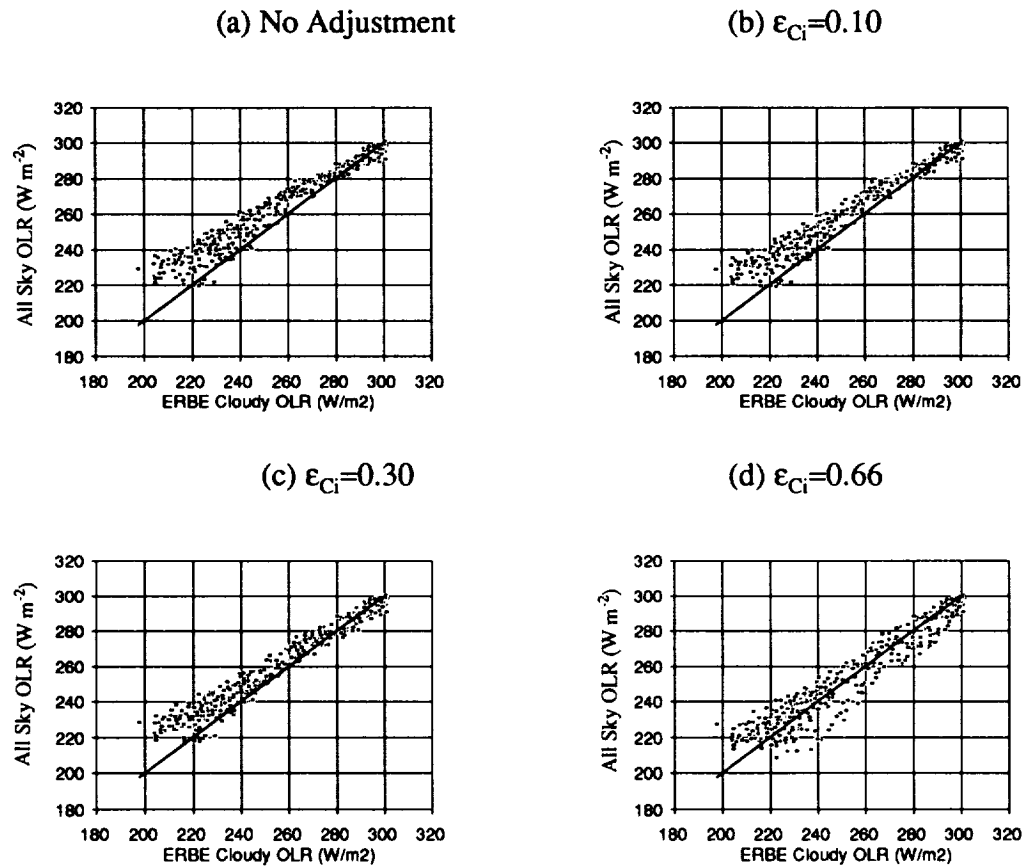 (a) No Adjustment
(b) εCi=0.10
320
300
280
260
240
220
200
180
All Sky OLR (W m-2)
180 200 220 240 260 280 300 320
ERBE Cloudy OLR (W/m2)
320
300
280
260
240
220
200
180
All Sky OLR (W m-2)
180 200 220 240 260 280 300 320
ERBE Cloudy OLR (W/m2)
(c) εCi=0.30
(d) εCi=0.66
320
300
280
260
240
220
200
180
All Sky OLR (W m-2)
180 200 220 240 260 280 300 320
ERBE Cloudy OLR (W/m2)
320
300
280
260
240
220
200
180
All Sky OLR (W m-2)
180 200 220 240 260 280 300 320
ERBE Cloudy OLR (W/m2)